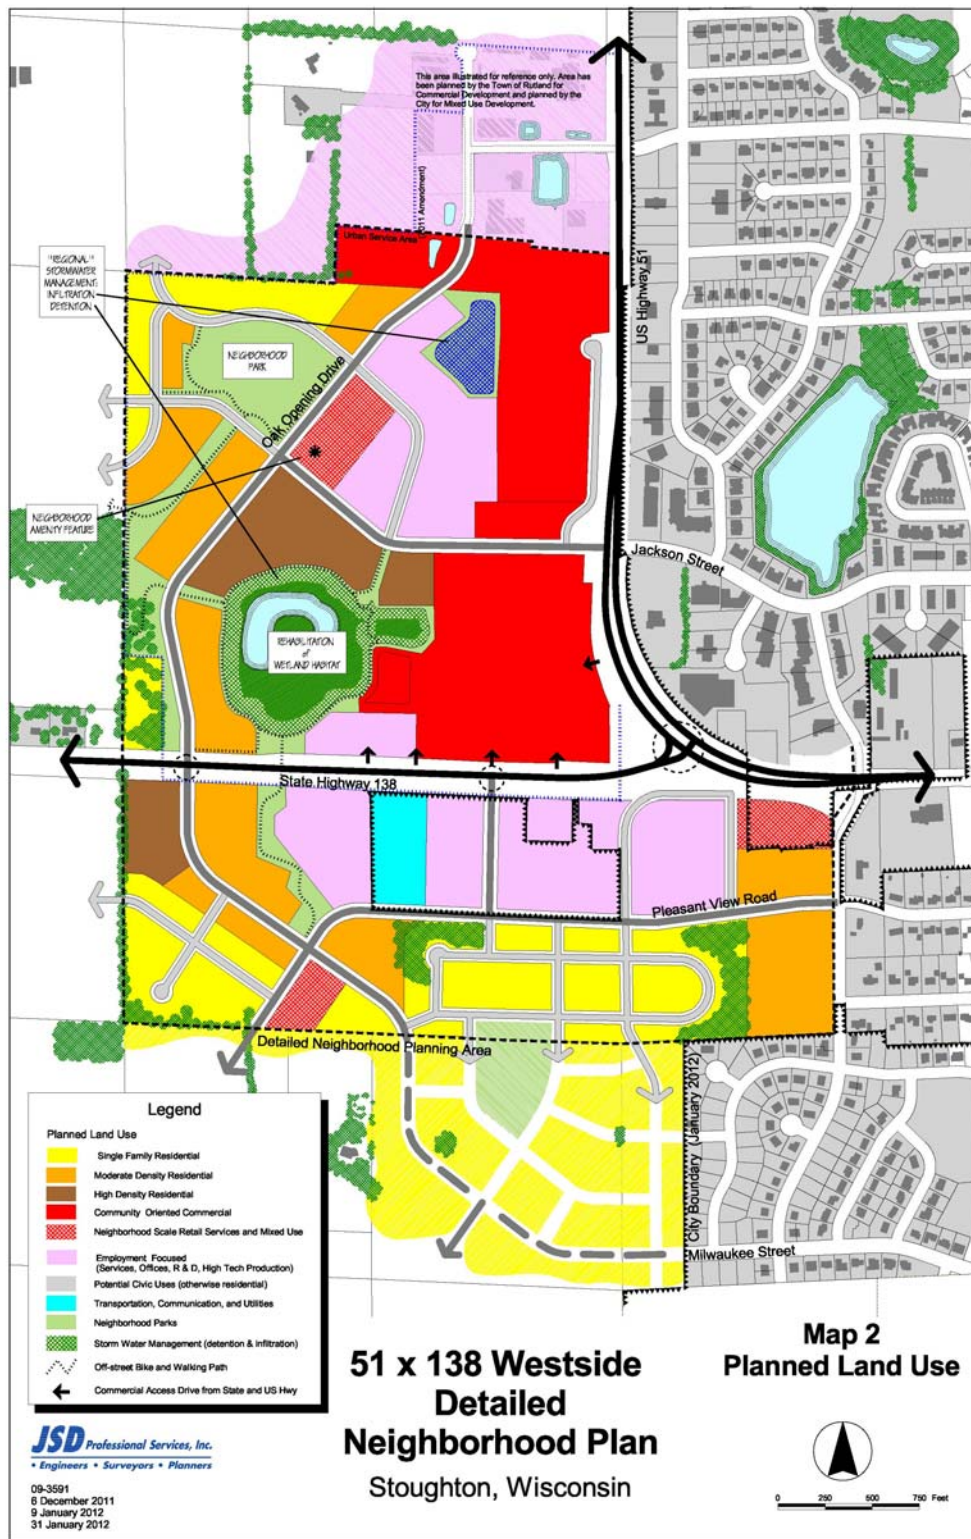 This area illustrated for reference only. Area has
been planned by the Town of Rutland for
Commercial Development and planned by the
City for Mixed Use Development.
(2011 Amendment)
Urban Service Area
US Highway 51
"REGIONAL"
STORMWATER
MANAGEMENT:
INFILTRATION
DETENTION
NEIGHBORHOOD
PARK
Oak Opening Drive
NEIGHBORHOOD
AMENITY FEATURE
Jackson Street
REHABILITATION
of
WETLAND HABITAT
State Highway 138
Pleasant View Road
Detailed Neighborhood Planning Area
City Boundary (January 2012)
Milwaukee Street
Legend
Planned Land Use
Single Family Residential
Moderate Density Residential
High Density Residential
Community Oriented Commercial
Neighborhood Scale Retail Services and Mixed Use
Employment Focused
(Services, Offices, R & D, High Tech Production)
Potential Civic Uses (otherwise residential)
Transportation, Communication, and Utilities
Neighborhood Parks
Storm Water Management (detention & infiltration)
Off-street Bike and Walking Path
Commercial Access Drive from State and US Hwy
51 x 138 Westside
Detailed
Neighborhood Plan
Stoughton, Wisconsin
Map 2
Planned Land Use
JSD Professional Services, Inc.
• Engineers • Surveyors • Planners
09-3591
6 December 2011
9 January 2012
31 January 2012
0 250 500 750 Feet